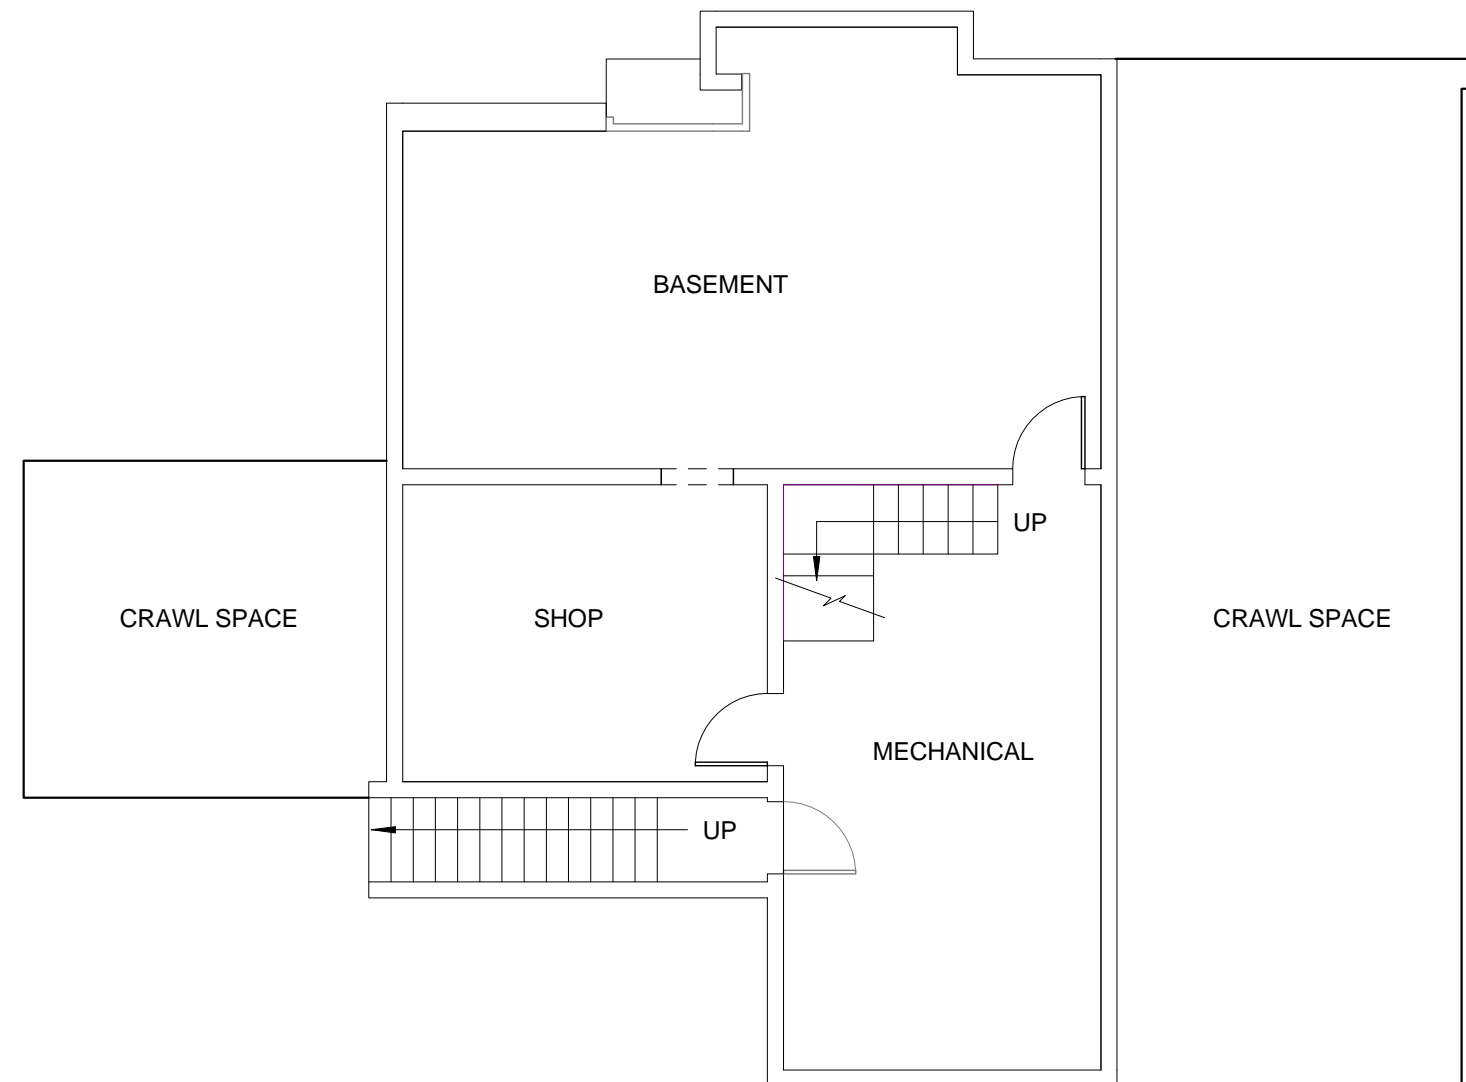 BASEMENT
UP
CRAWL SPACE
SHOP
CRAWL SPACE
MECHANICAL
UP